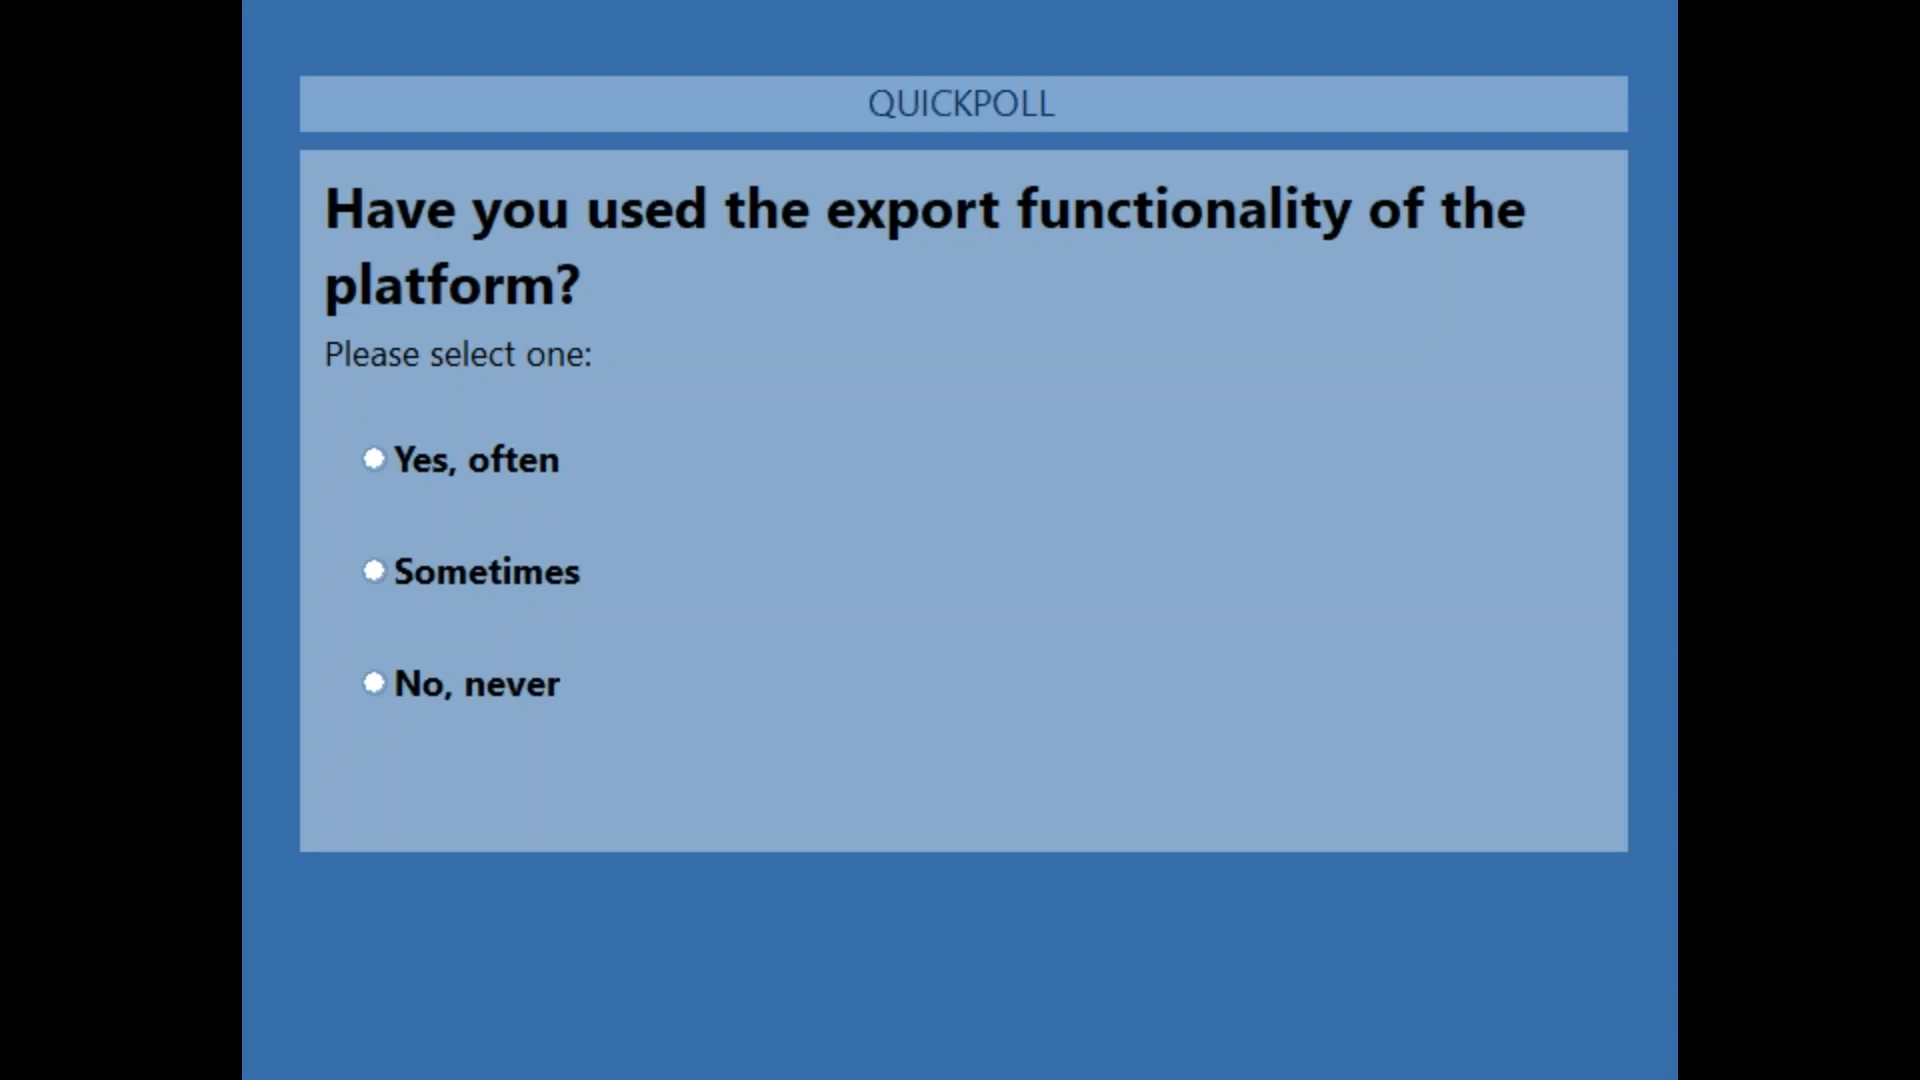 QUICKPOLL
Have you used the export functionality of the
platform?
Please select one:
Yes, often
Sometimes
No, never